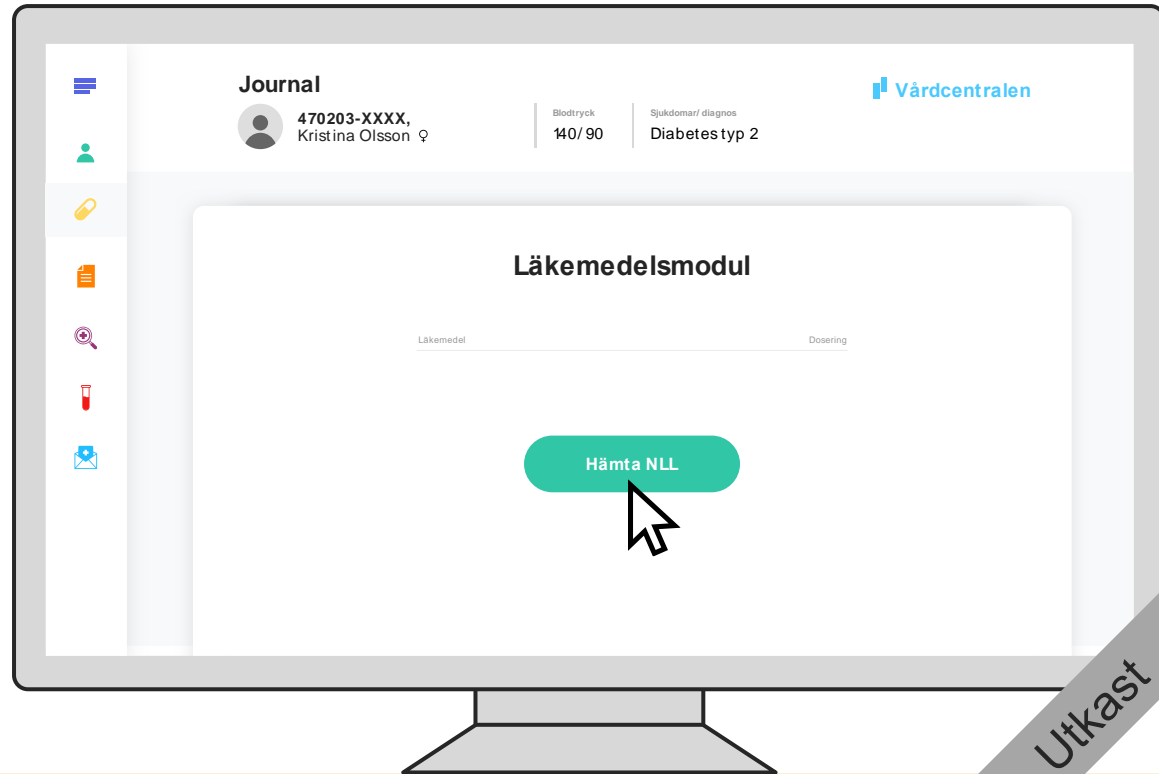 Journal
470203-XXXX,
Kristina Olsson ♀
Blodtryck
140/90
Sjukdomar/diagnos
Diabetes typ 2
Vårdcentralen
Läkemedelsmodul
Läkemedel Dosering
Hämta NLL
Utkast